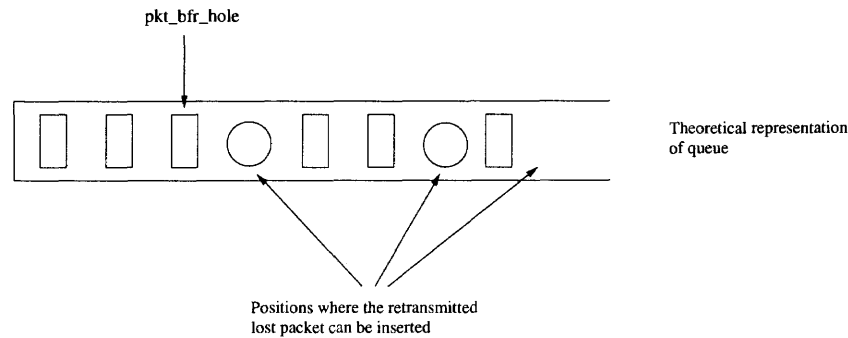 pkt_bfr_hole
Theoretical representation
of queue
Positions where the retransmitted
lost packet can be inserted